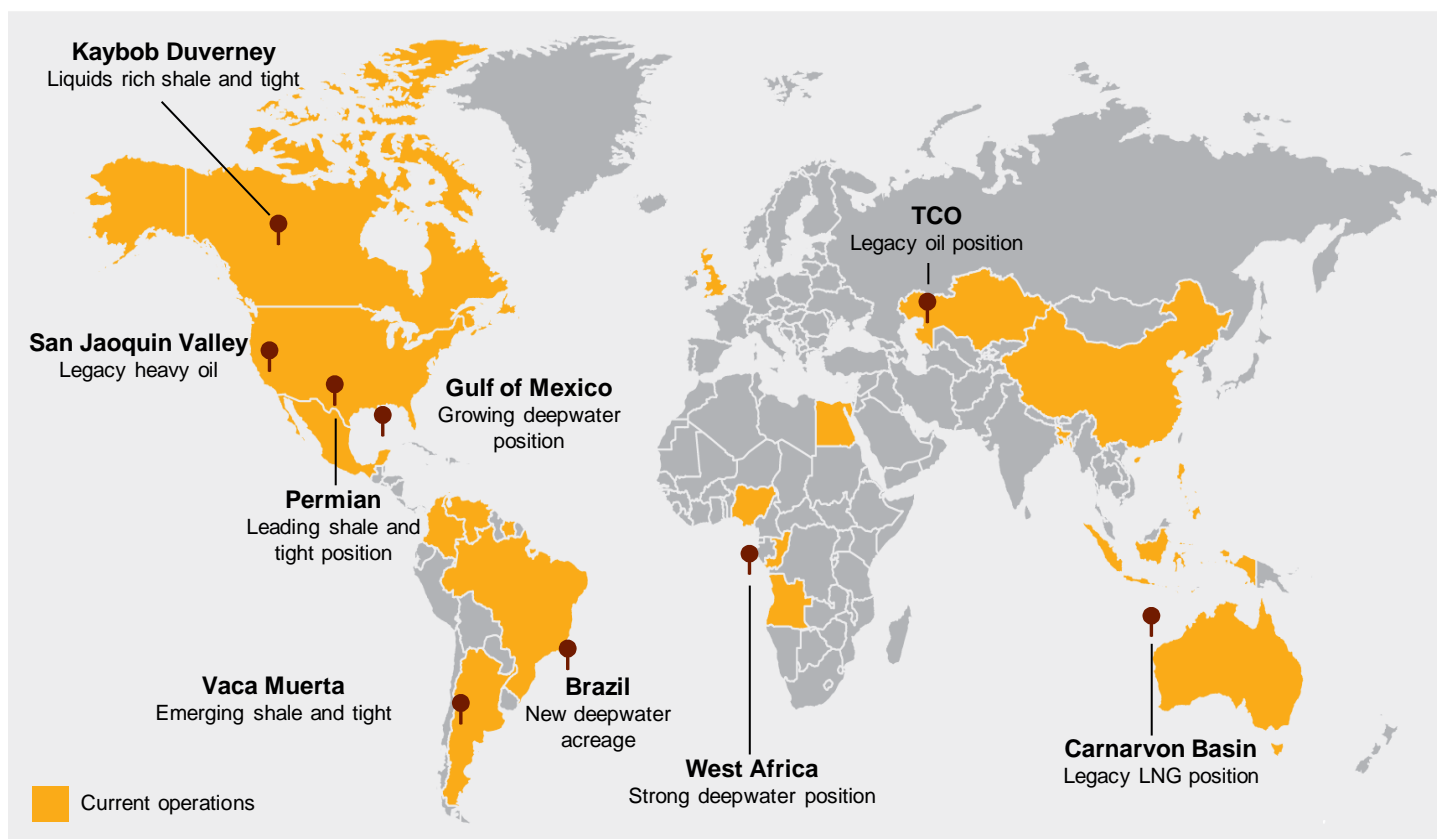 Kaybob Duverney
Liquids rich shale and tight
TCO
Legacy oil position
San Jaoquin Valley
Legacy heavy oil
Gulf of Mexico
Growing deepwater
position
Permian
Leading shale and
tight position
Vaca Muerta
Emerging shale and tight
Brazil
New deepwater
acreage
West Africa
Strong deepwater position
Carnarvon Basin
Legacy LNG position
Current operations